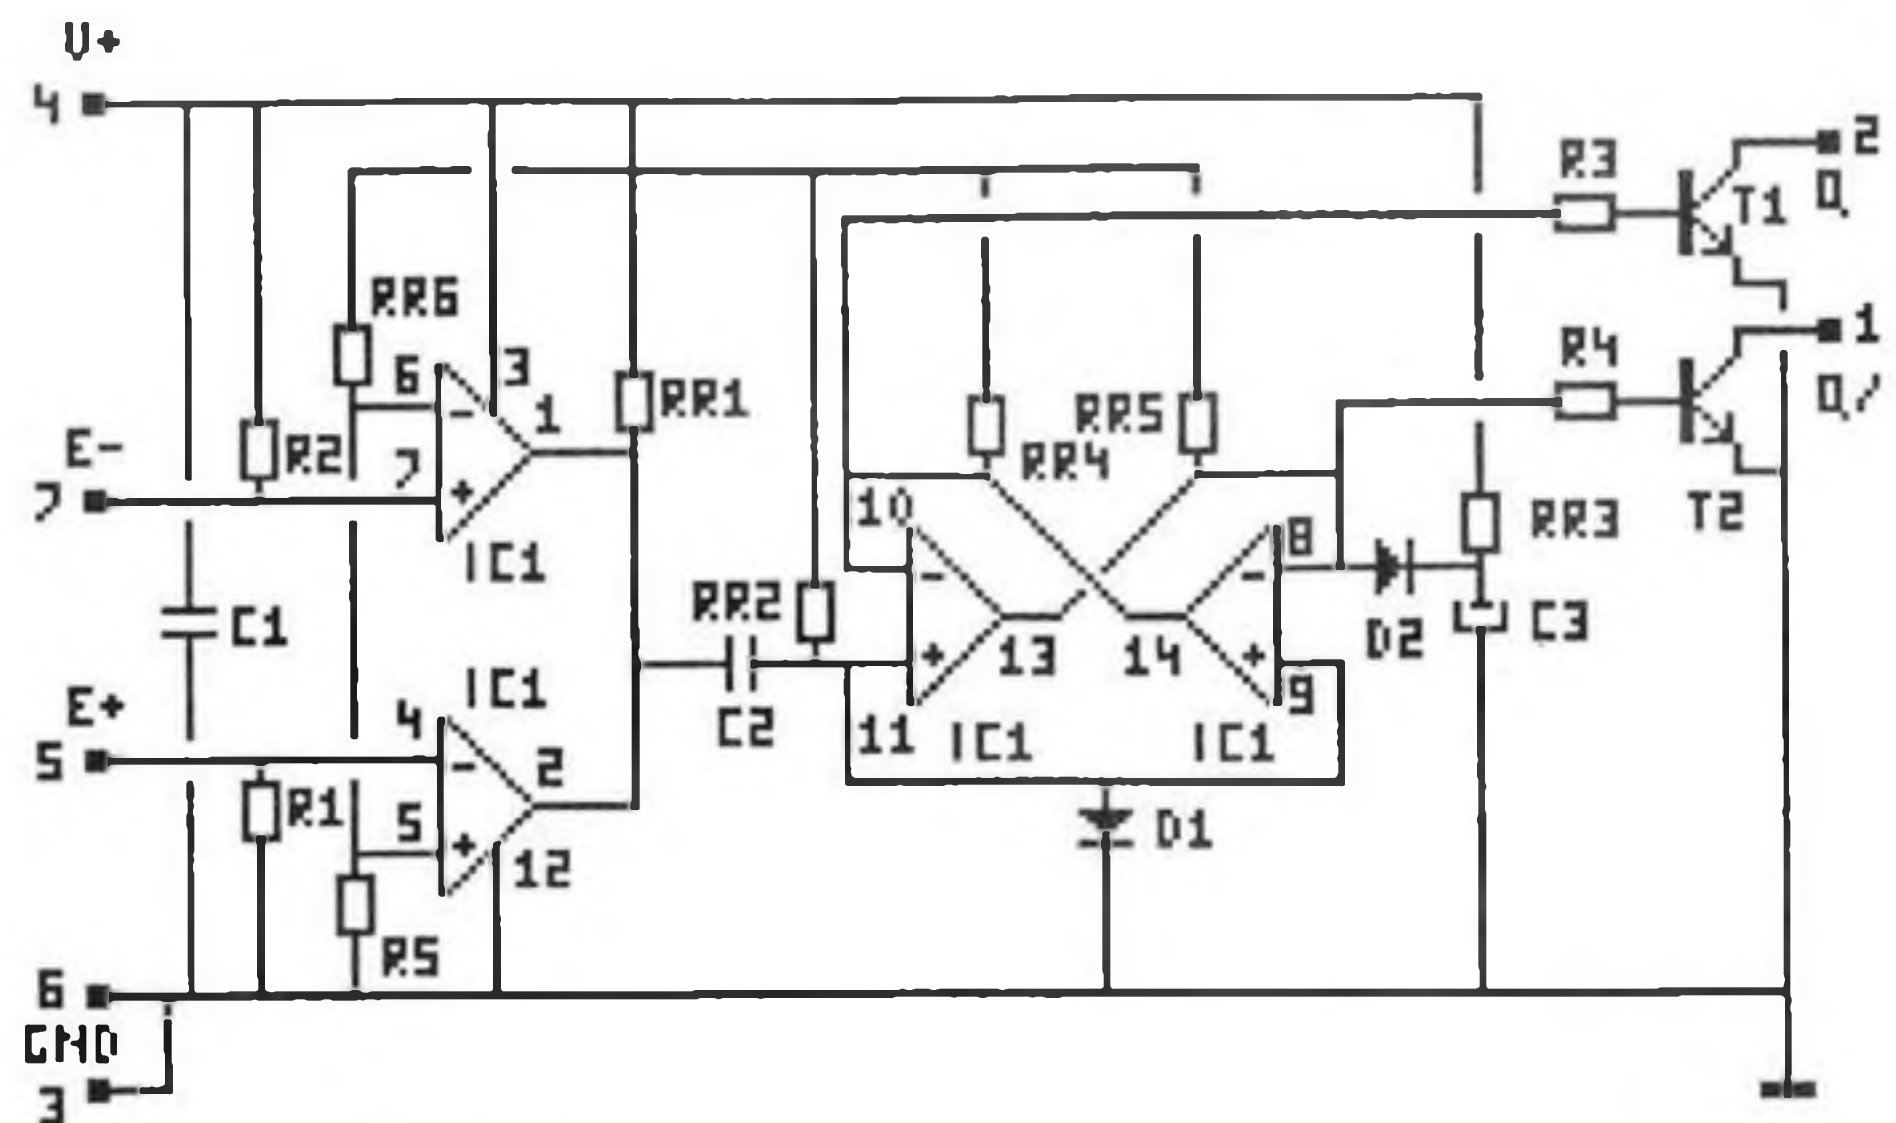 V+
4
2
R3
T1
Q
RR6
6
3
1
RR1
RR5
RR4
R4
1
Q/
E-
7
R2
7
+
-
IC1
10
8
RR3
T2
C1
RR2
-
-
D2
C3
13
14
+
+
E+
IC1
4
C2
11
IC1
IC1
9
5
-
2
R1
5
+
12
D1
R5
6
GND
3